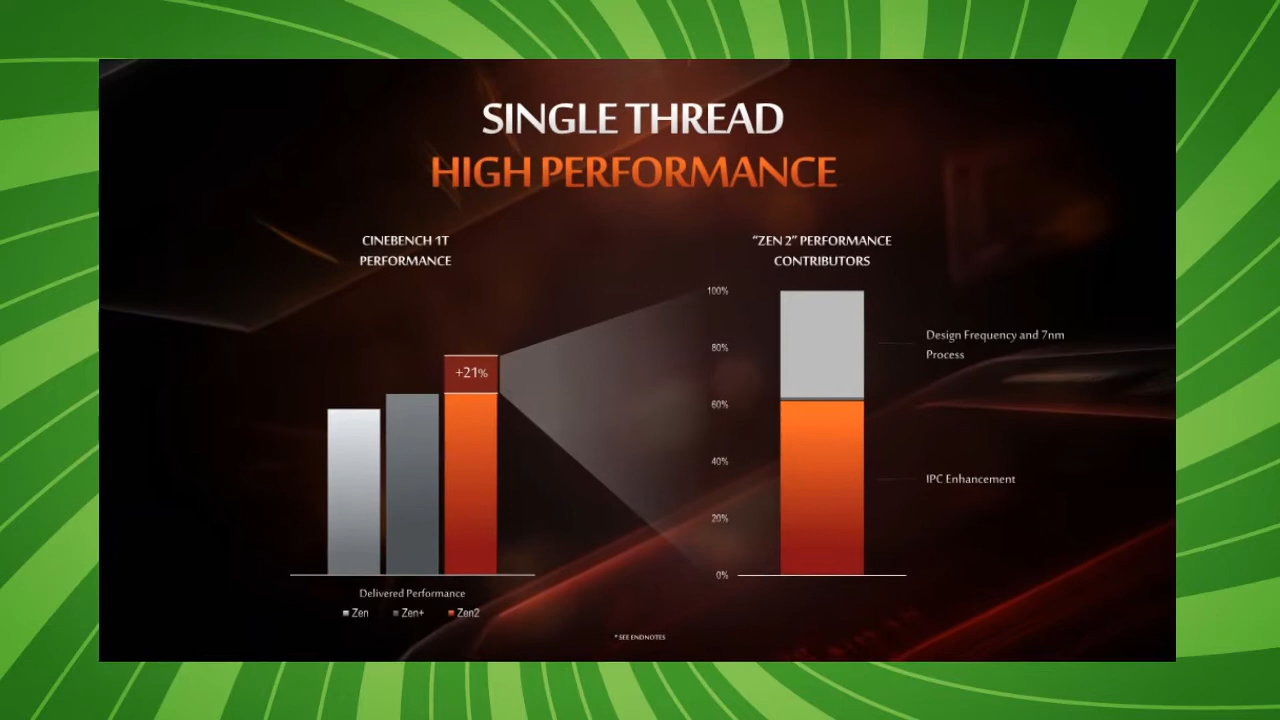 SINGLE THREAD
HIGH PERFORMANCE
CINEBENCH 1T
PERFORMANCE
+21%
Delivered Performance
Zen Zen+ Zen2
"ZEN 2" PERFORMANCE
CONTRIBUTORS
100%
80%
60%
40%
20%
0%
Design Frequency and 7nm
Process
IPC Enhancement
* SEE ENDNOTES